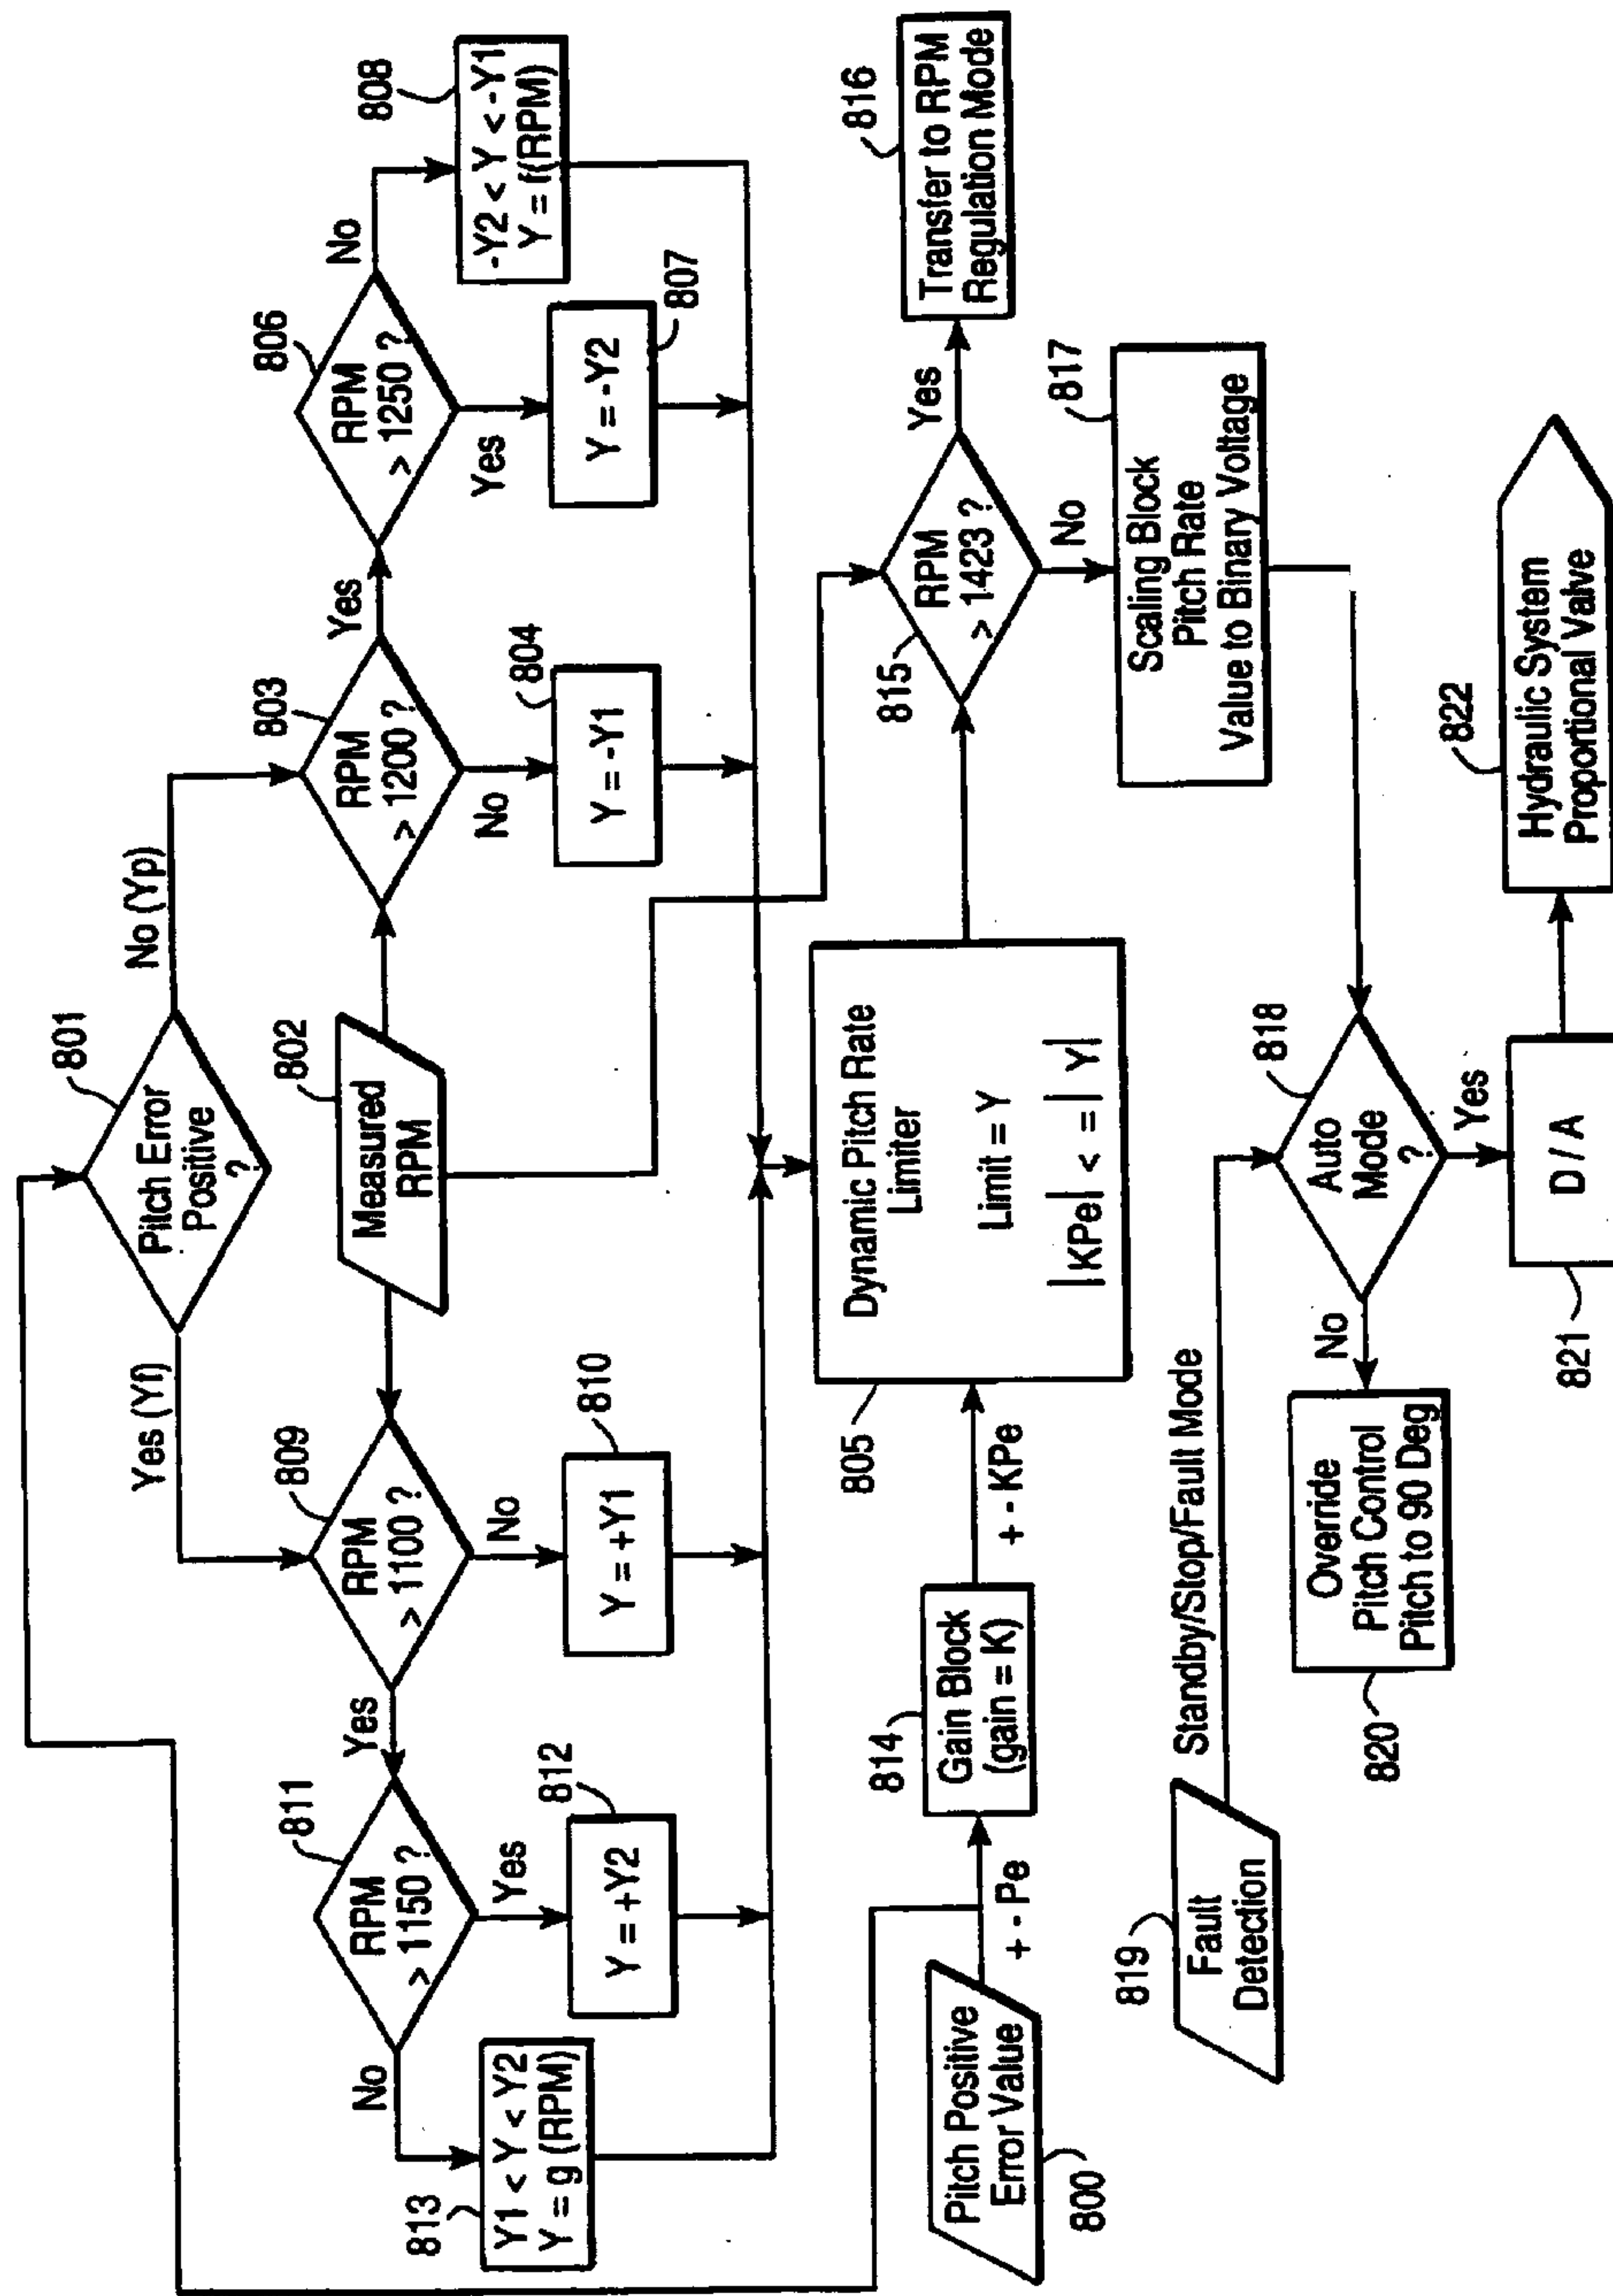 801
Pitch Error
Positive
?
Yes (Yf)
No (Yp)
802
Measured
RPM
803
RPM
> 1200 ?
Yes
No
804
Y = -Y1
806
RPM
> 1250 ?
No
Yes
Y = -Y2
807
808
-Y2 < Y < -Y1
Y = f(RPM)
809
RPM
> 1100 ?
Yes
No
810
Y = +Y1
811
RPM
> 1150 ?
No
Yes
812
Y = +Y2
813
Y1 < Y < Y2
Y = g (RPM)
Pitch Positive
Error Value
800
+ - Pe
814
Gain Block
(gain = K)
+ - KPe
805
Dynamic Pitch Rate
Limiter
Limit = Y
|KPe| < = | Y|
815
RPM
> 1423 ?
Yes
No
816
Transfer to RPM
Regulation Mode
817
Scaling Block
Pitch Rate
Value to Binary Voltage
819
Fault
Detection
Standby/Stop/Fault Mode
818
Auto
Mode
?
No
Yes
Override
Pitch Control
Pitch to 90 Deg
820
D / A
821
822
Hydraulic System
Proportional Valve